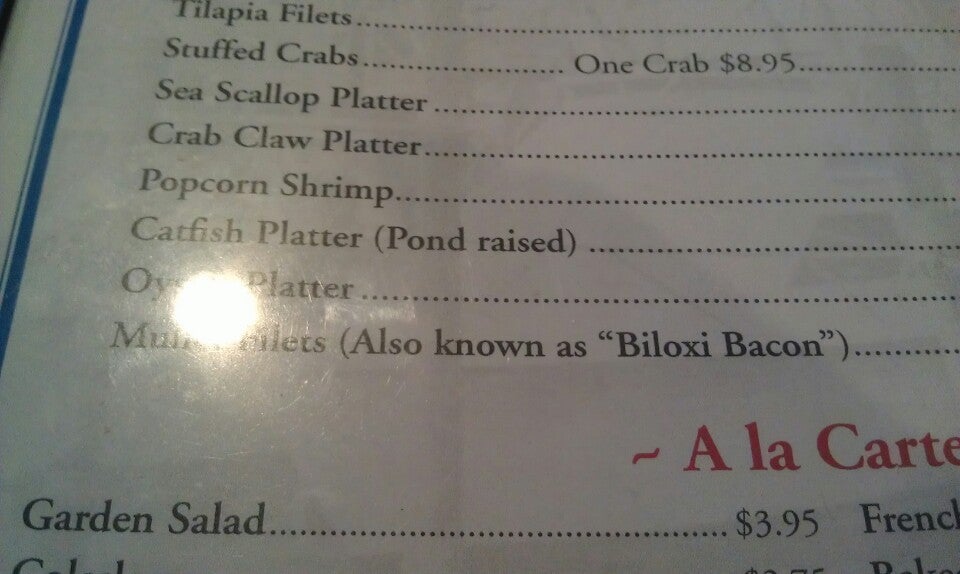 Tilapia Filets
Stuffed Crabs One Crab $8.95
Sea Scallop Platter
Crab Claw Platter
Popcorn Shrimp
Catfish Platter (Pond raised)
Platter
Filets (Also known as “Biloxi Bacon”)
~ A la Carte
Garden Salad $3.95 French